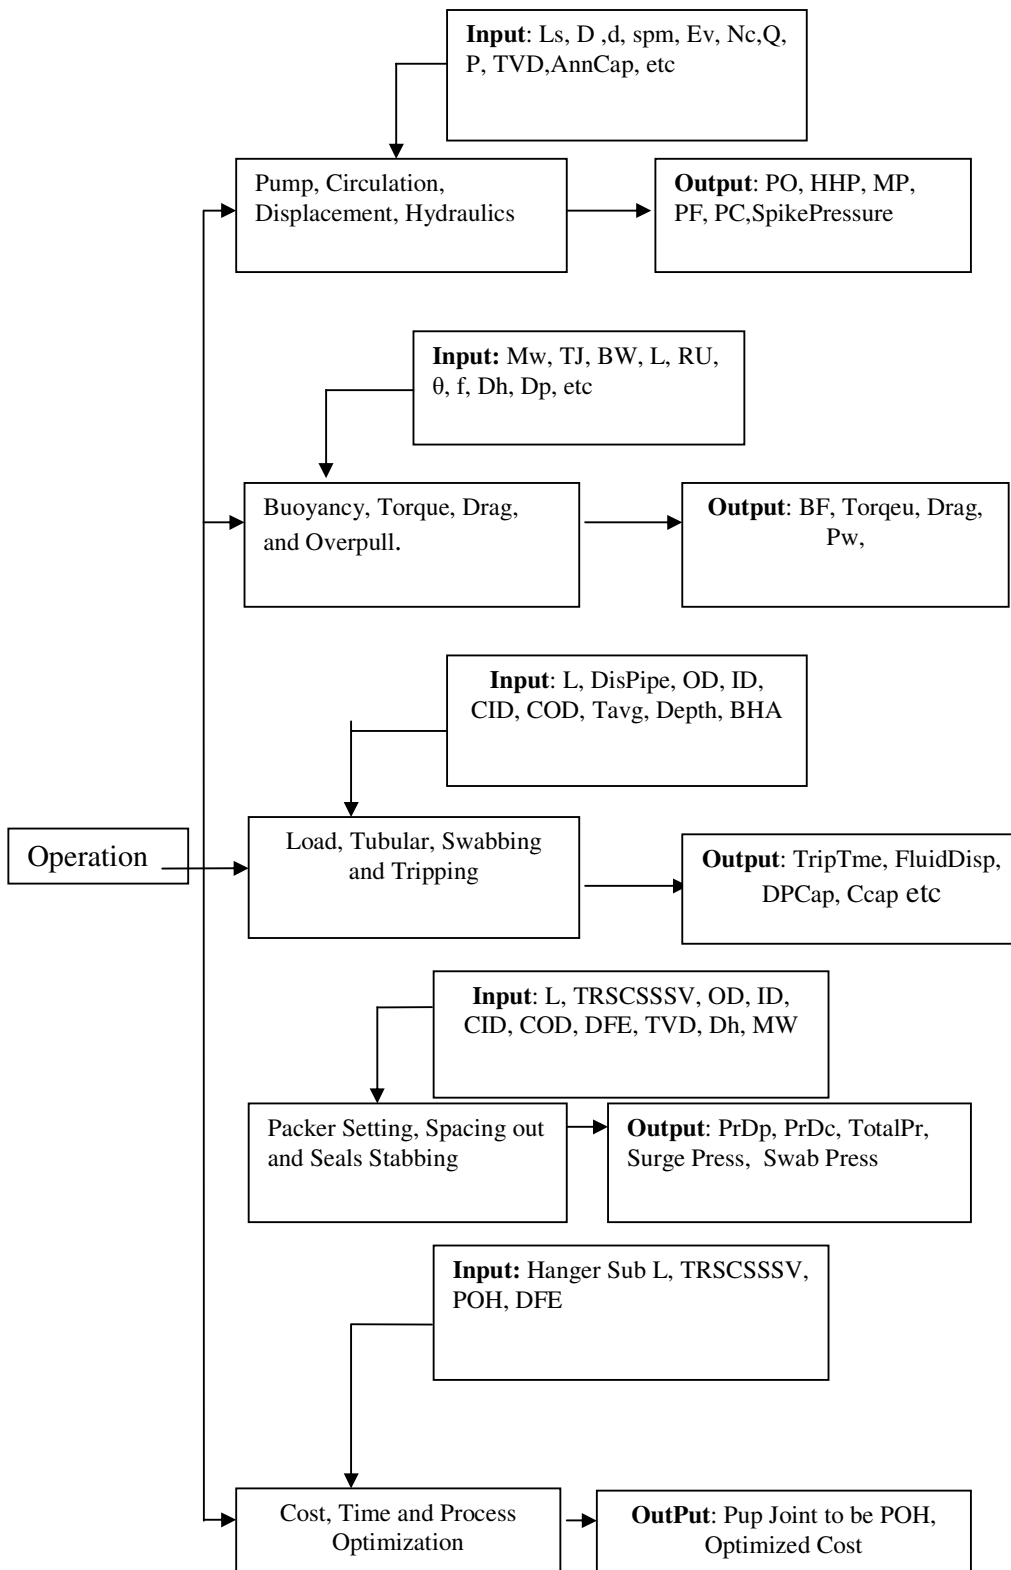 Input: Ls, D ,d, spm, Ev, Nc,Q,
P, TVD,AnnCap, etc
Pump, Circulation,
Displacement, Hydraulics
Output: PO, HHP, MP,
PF, PC,SpikePressure
Input: Mw, TJ, BW, L, RU,
θ, f, Dh, Dp, etc
Buoyancy, Torque, Drag,
and Overpull.
Output: BF, Torqeu, Drag,
Pw,
Input: L, DisPipe, OD, ID,
CID, COD, Tavg, Depth, BHA
Operation
Load, Tubular, Swabbing
and Tripping
Output: TripTme, FluidDisp,
DPCap, Ccap etc
Input: L, TRSCSSSV, OD, ID,
CID, COD, DFE, TVD, Dh, MW
Packer Setting, Spacing out
and Seals Stabbing
Output: PrDp, PrDc, TotalPr,
Surge Press, Swab Press
Input: Hanger Sub L, TRSCSSSV,
POH, DFE
Cost, Time and Process
Optimization
OutPut: Pup Joint to be POH,
Optimized Cost